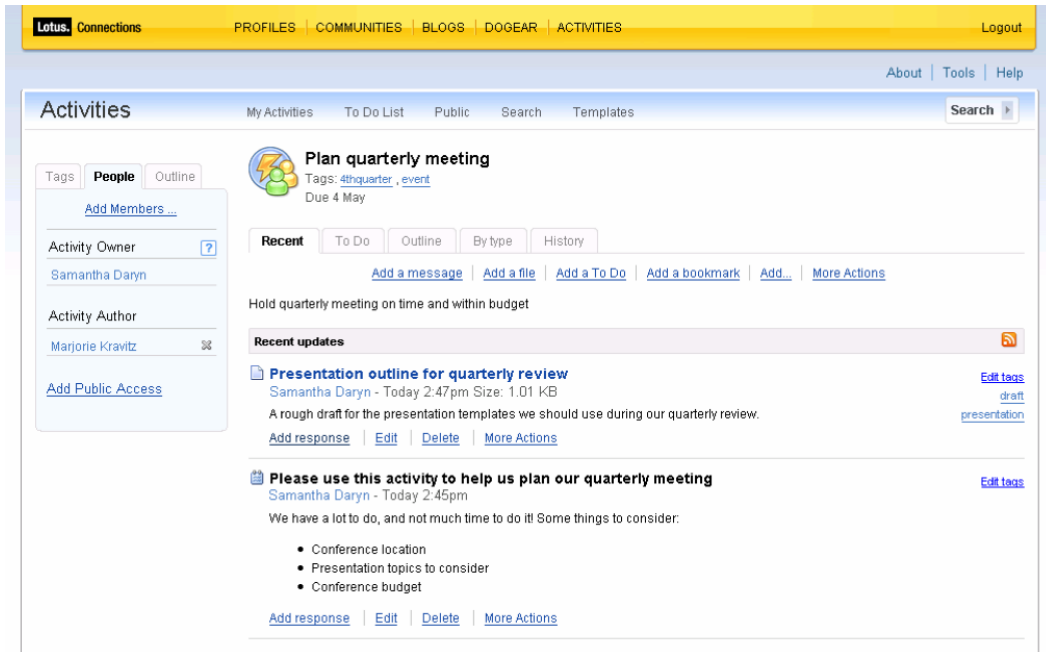 Lotus. Connections PROFILES COMMUNITIES BLOGS DOGEAR ACTIVITIES Logout
About Tools Help
Activities My Activities To Do List Public Search Templates Search
Tags People Outline
Add Members ...
Activity Owner ?
Samantha Daryn
Activity Author
Marjorie Kravitz
Add Public Access
Plan quarterly meeting
Tags: 4thquarter , event
Due 4 May
Recent To Do Outline By type History
Add a message Add a file Add a To Do Add a bookmark Add... More Actions
Hold quarterly meeting on time and within budget
Recent updates
Presentation outline for quarterly review
Samantha Daryn - Today 2:47pm Size: 1.01 KB
A rough draft for the presentation templates we should use during our quarterly review.
Add response Edit Delete More Actions
Edit tags
draft
presentation
Please use this activity to help us plan our quarterly meeting
Samantha Daryn - Today 2:45pm
We have a lot to do, and not much time to do it! Some things to consider:
• Conference location
• Presentation topics to consider
• Conference budget
Add response Edit Delete More Actions
Edit tags